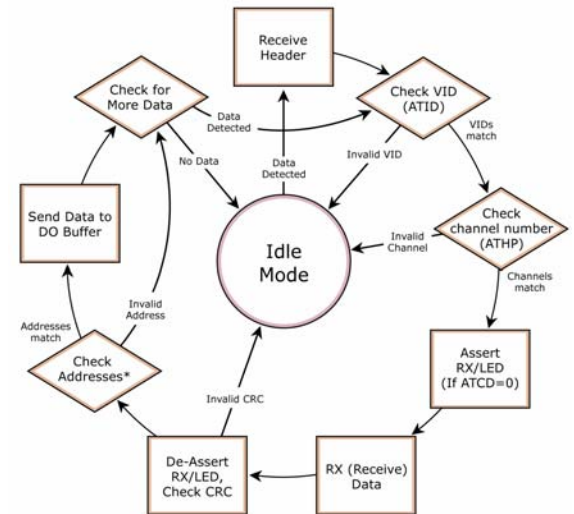 Receive
Header
Check for
More Data
Check VID
(ATID)
Data
Detected
VIDs
match
No Data
Data
Detected
Invalid VID
Send Data to
DO Buffer
Idle
Mode
Invalid
Channel
Check
channel number
(ATHP)
Channels
match
Invalid
Address
Addresses
match
Check
Addresses*
Assert
RX/LED
(If ATCD=0)
Invalid CRC
De-Assert
RX/LED,
Check CRC
RX (Receive)
Data